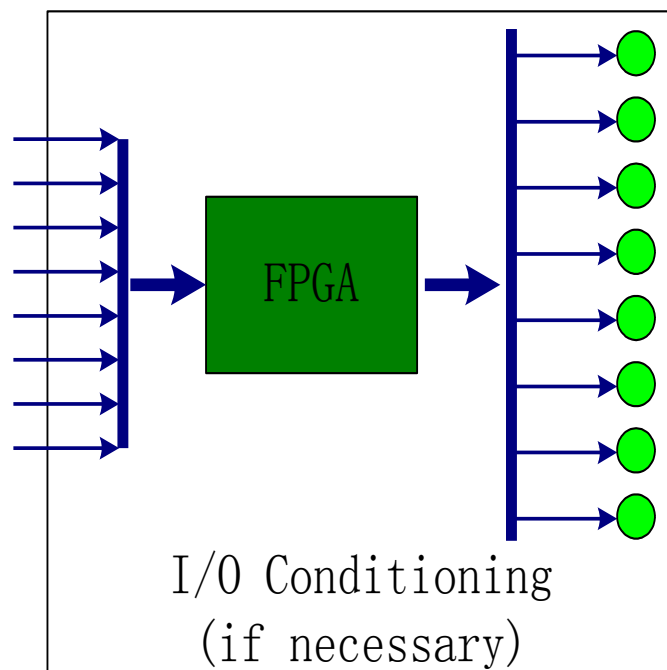 FPGA
I/O Conditioning
(if necessary)